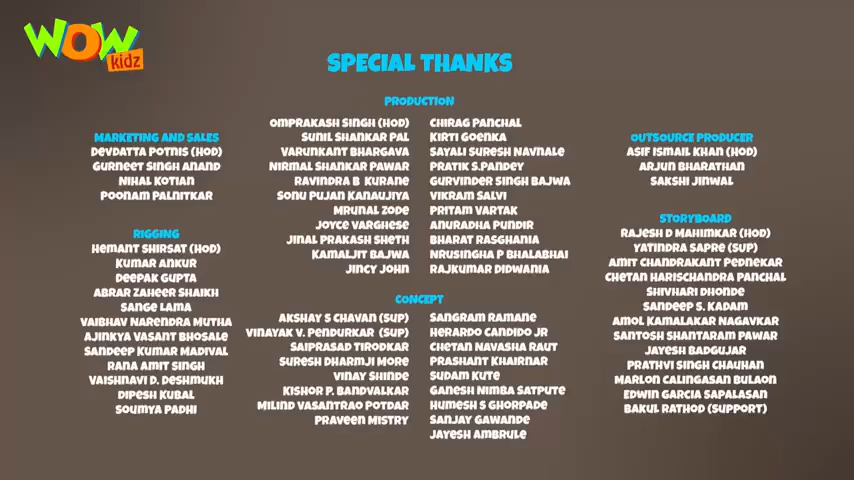 WOW
kidz
SPECIAL THANKS
MARKETING AND SALES
DEVDATTA POTNIS (HOD)
GURNEET SINGH ANAND
NIHAL KOTIAN
POONAM PALNITKAR
RIGGING
HEMANT SHIRSAT (HOD)
KUMAR ANKUR
DEEPAK GUPTA
ABRAR ZAHEER SHAIKH
SANGE LAMA
VAIBHAV NARENDRA MUTHA
AJINKYA VASANT BHOSALE
SANDEEP KUMAR MADIVAL
RANA AMIT SINGH
VAISHNAVI D. DESHMUKH
DIPESH KUBAL
SOUMYA PADHI
PRODUCTION
OMPRAKASH SINGH (HOD)
SUNIL SHANKAR PAL
VARUNKANT BHARGAVA
NIRMAL SHANKAR PAWAR
RAVINDRA B KURANE
SONU PUJAN KANAUJIYA
MRUNAL ZODE
JOYCE VARGHESE
JINAL PRAKASH SHETH
KAMALJIT BAJWA
JINCY JOHN
CHIRAG PANCHAL
KIRTI GOENKA
SAYALI SURESH NAVNALE
PRATIK S.PANDEY
GURVINDER SINGH BAJWA
VIKRAM SALVI
PRITAM VARTAK
ANURADHA PUNDIR
BHARAT RASGHANIA
NRUSINGHA P BHALABHAI
RAJKUMAR DIDWANIA
CONCEPT
AKSHAY S CHAVAN (SUP)
VINAYAK V. PENDURKAR (SUP)
SAIPRASAD TIRODKAR
SURESH DHARMJI MORE
VINAY SHINDE
KISHOR P. BANDVALKAR
MILIND VASANTRAO POTDAR
PRAVEEN MISTRY
SANGRAM RAMANE
HERARDO CANDIDO JR
CHETAN NAVASHA RAUT
PRASHANT KHAIRNAR
SUDAM KUTE
GANESH NIMBA SATPUTE
HUMESH S GHORPADE
SANJAY GAWANDE
JAYESH AMBRULE
OUTSOURCE PRODUCER
ASIF ISMAIL KHAN (HOD)
ARJUN BHARATHAN
SAKSHI JINWAL
STORYBOARD
RAJESH D MAHIMKAR (HOD)
YATINDRA SAPRE (SUP)
AMIT CHANDRAKANT PEDNEKAR
CHETAN HARISCHANDRA PANCHAL
SHIVHARI DHONDE
SANDEEP S. KADAM
AMOL KAMALAKAR NAGAVKAR
SANTOSH SHANTARAM PAWAR
JAYESH BADGUJAR
PRATHVI SINGH CHAUHAN
MARLON CALINGASAN BULAON
EDWIN GARCIA SAPALASAN
BAKUL RATHOD (SUPPORT)